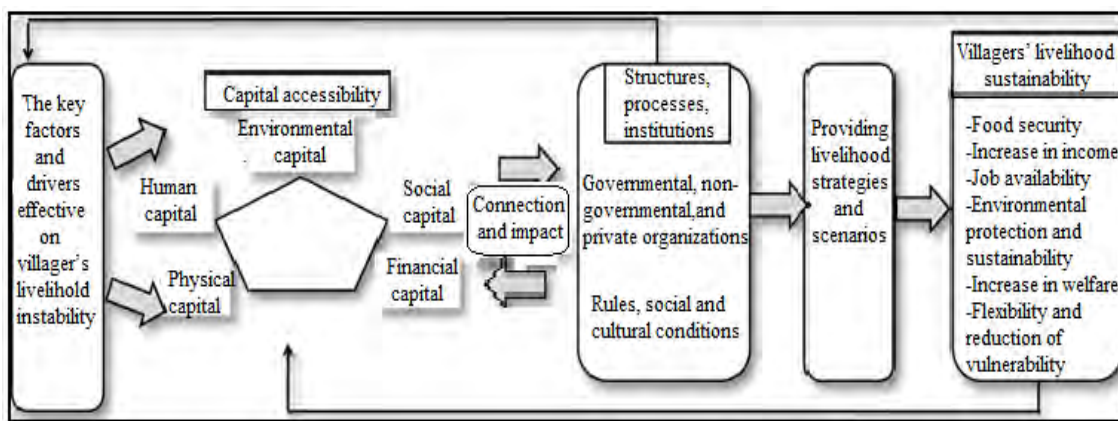 The key
factors
and
drivers
effective
on
villager's
livelihold
instability
Capital accessibility
Environmental
capital
Human
capital
Physical
capital
Social
capital
Financial
capital
Connection
and impact
Structures,
processes,
institutions
Governmental, non-
governmental,and
private organizations
Rules, social and
cultural conditions
Providing
livelihood
strategies
and
scenarios
Villagers' livelihood
sustainability
-Food security
-Increase in income
-Job availability
-Environmental
protection and
sustainability
-Increase in welfare
-Flexibility and
reduction of
vulnerability